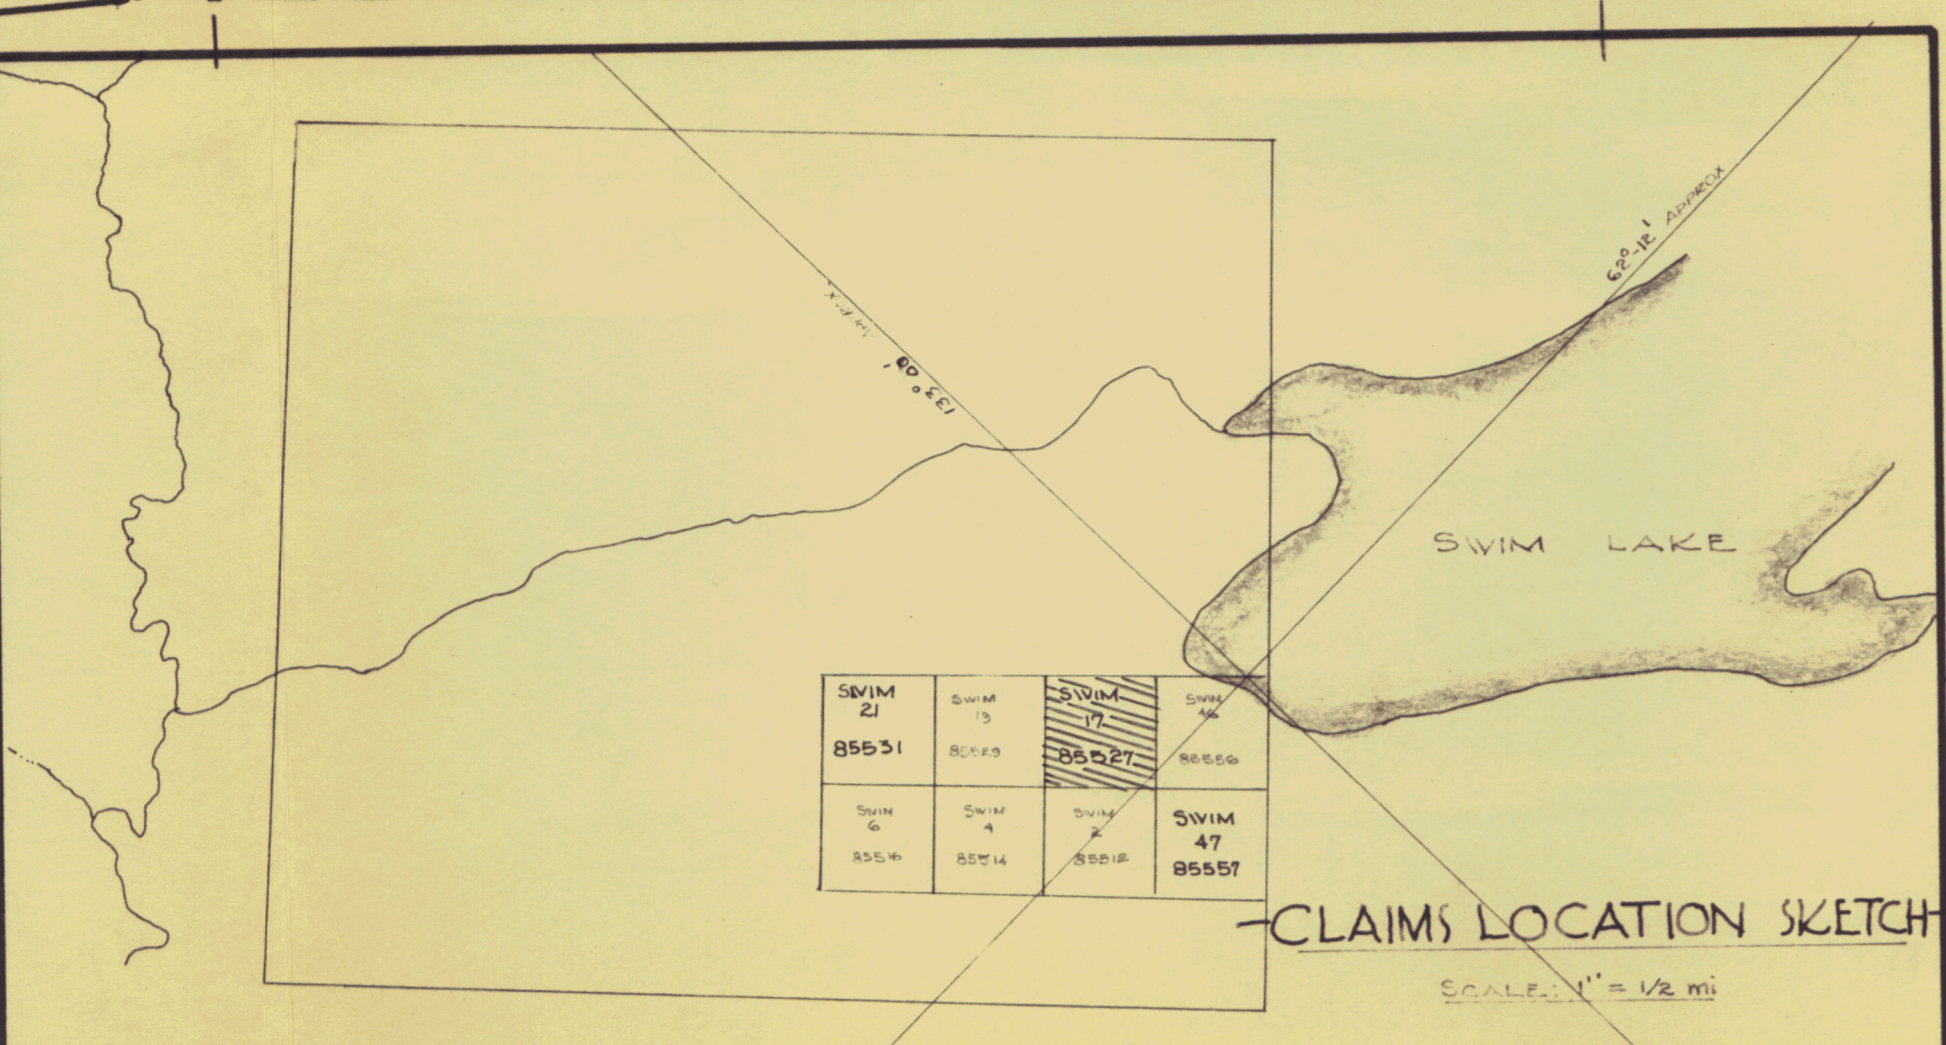 62°-12' APPROX
133° 00' APPROX.
SWIM LAKE
SWIM
21
85531
SWIM
19
85529
SWIM
17
85527
SWIM
46
85556
SWIM
6
85516
SWIM
4
85514
SWIM
2
85512
SWIM
47
85557
-CLAIMS LOCATION SKETCH-
SCALE: 1" = 1/2 mi